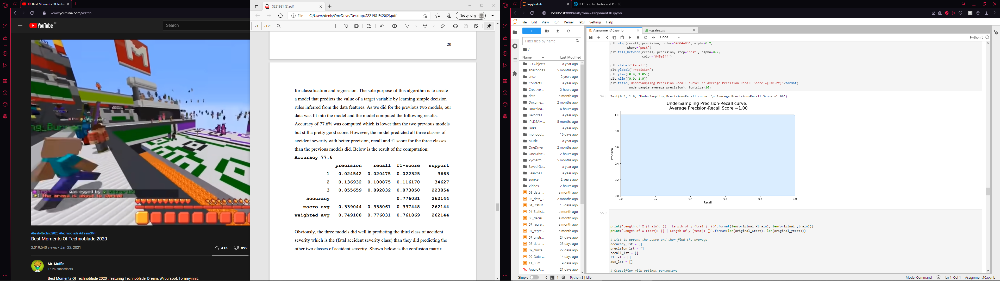 Best Moments Of Techn
www.youtube.com/watch
YouTube GB
Search
M
was egged by
[►] The arena is about to shrink!
#bestoftechno2020 #technoblade #dreamSMP
Best Moments Of Technoblade 2020
2,019,540 views • Jan 22, 2021
41K
892
Mr. Muffin
15.2K subscribers
Best Moments Of Technoblade 2020 , featuring Technoblade, Dream, Wilbursoot, Tommyinnit,
S221981 (2).pdf
File
C:/Users/denis/OneDrive/Desktop/S221981%20(2).pdf
Not syncing
21 of 28
20
for classification and regression. The sole purpose of this algorithm is to create
a model that predicts the value of a target variable by learning simple decision
rules inferred from the data features. As we did for the previous two models, our
data was fit into the model and the model computed the following results.
Accuracy of 77.6% was computed which is lower than the two previous models
but still a pretty good score. However, the model predicted all three classes of
accident severity with better precision, recall and f1 score for the three classes
than the previous models did. Below is the result of the computation;
Accuracy 77.6
precision recall f1-score support
1 0.024542 0.020475 0.022325 3663
2 0.136932 0.100875 0.116170 34627
3 0.855659 0.892832 0.873850 223854
accuracy 0.776031 262144
macro avg 0.339044 0.338061 0.337448 262144
weighted avg 0.749108 0.776031 0.761869 262144
Obviously, the three models did well in predicting the third class of accident
severity which is the (fatal accident severity class) than they did predicting the
other two classes of accident severity. Shown below is the confusion matrix
JupyterLab
ROC Graphs: Notes and Pra
localhost:8888/lab/tree/Assignment10.ipynb
File Edit View Run Kernel Tabs Settings Help
Filter files by name
/
Name Last Modified
3D Objects a year ago
anaconda3 5 months ago
ansel 2 years ago
Contacts a year ago
Creative ... 2 hours ago
data a month ago
Docume... 2 months ago
Downloa... 6 hours ago
Favorites a year ago
IPLDSAM... 5 months ago
Links a year ago
mongod... 16 days ago
Music a year ago
OneDrive 2 months ago
OneDrive... 2 hours ago
Pycharm... 5 months ago
Saved Ga... a year ago
Searches a year ago
source 2 years ago
Videos 2 hours ago
03_data_... a month ago
03_data_... 2 months ago
04_Statist... 13 days ago
04_Statist... a month ago
06_decisi... a month ago
07_regre... a month ago
07_regre... a month ago
07_unstr... 24 days ago
08_data_... 23 days ago
09_cluste... 22 days ago
09_Data_... 14 days ago
11_Sum... 9 days ago
AraujoRi... 21 days ago
Assignment10.ipynb
vgsales.csv
Code
Python 3
plt.step(recall, precision, color='#004a93', alpha=0.2,
where='post')
plt.fill_between(recall, precision, step='post', alpha=0.2,
color='#48a6ff')
plt.xlabel('Recall')
plt.ylabel('Precision')
plt.ylim([0.0, 1.05])
plt.xlim([0.0, 1.0])
plt.title('UnderSampling Precision-Recall curve: \n Average Precision-Recall Score ={0:0.2f}'.format(
undersample_average_precision), fontsize=16)
[54]: Text(0.5, 1.0, 'UnderSampling Precision-Recall curve: \n Average Precision-Recall Score =1.00')
UnderSampling Precision-Recall curve:
Average Precision-Recall Score =1.00
1.0
0.8
0.6
0.4
0.2
0.0
Precision
0.0 0.2 0.4 0.6 0.8 1.0
Recall
[55]:
print('Length of X (train): {} | Length of y (train): {}'.format(len(original_Xtrain), len(original_ytrain)))
print('Length of X (test): {} | Length of y (test): {}'.format(len(original_Xtest), len(original_ytest)))
# List to append the score and then find the average
accuracy_lst = []
precision_lst = []
recall_lst = []
f1_lst = []
auc_lst = []
# Classifier with optimal parameters
Simple 0 1 Python 3 | Idle
Mode: Command Ln 1, Col 1 Assignment10.ipynb